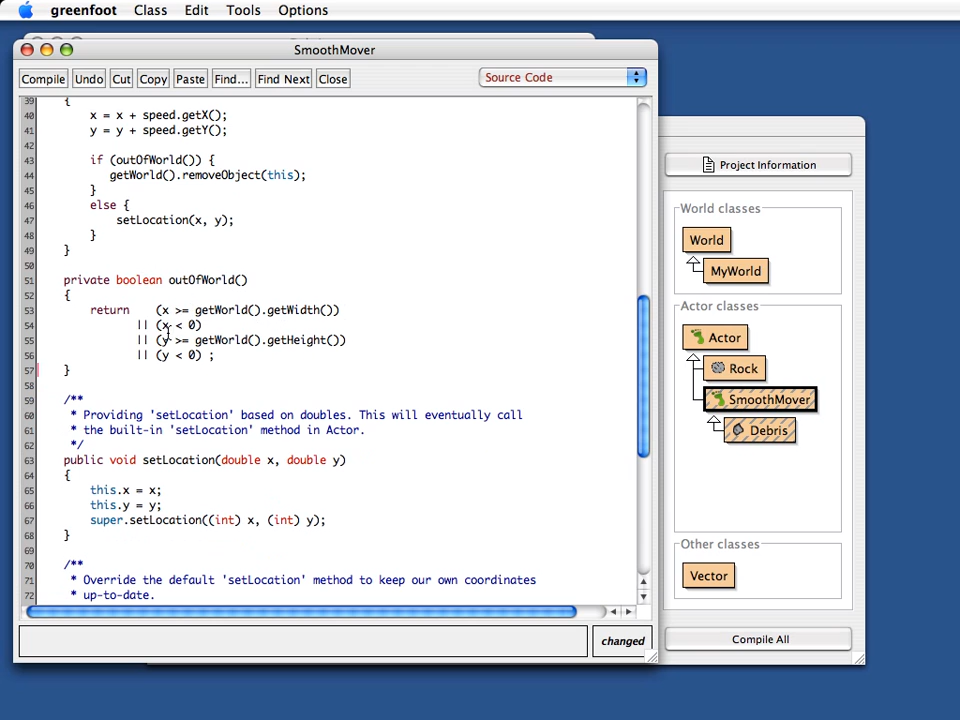 greenfoot Class Edit Tools Options
SmoothMover
Compile Undo Cut Copy Paste Find... Find Next Close Source Code
39 {
40 x = x + speed.getX();
41 y = y + speed.getY();
42
43 if (outOfWorld()) {
44 getWorld().removeObject(this);
45 }
46 else {
47 setLocation(x, y);
48 }
49 }
50
51 private boolean outOfWorld()
52 {
53 return (x >= getWorld().getWidth())
54 || (x < 0)
55 || (y >= getWorld().getHeight())
56 || (y < 0) ;
57 }
58
59 /**
60 * Providing 'setLocation' based on doubles. This will eventually call
61 * the built-in 'setLocation' method in Actor.
62 */
63 public void setLocation(double x, double y)
64 {
65 this.x = x;
66 this.y = y;
67 super.setLocation((int) x, (int) y);
68 }
69
70 /**
71 * Override the default 'setLocation' method to keep our own coordinates
72 * up-to-date.
changed
Project Information
World classes
World
MyWorld
Actor classes
Actor
Rock
SmoothMover
Debris
Other classes
Vector
Compile All